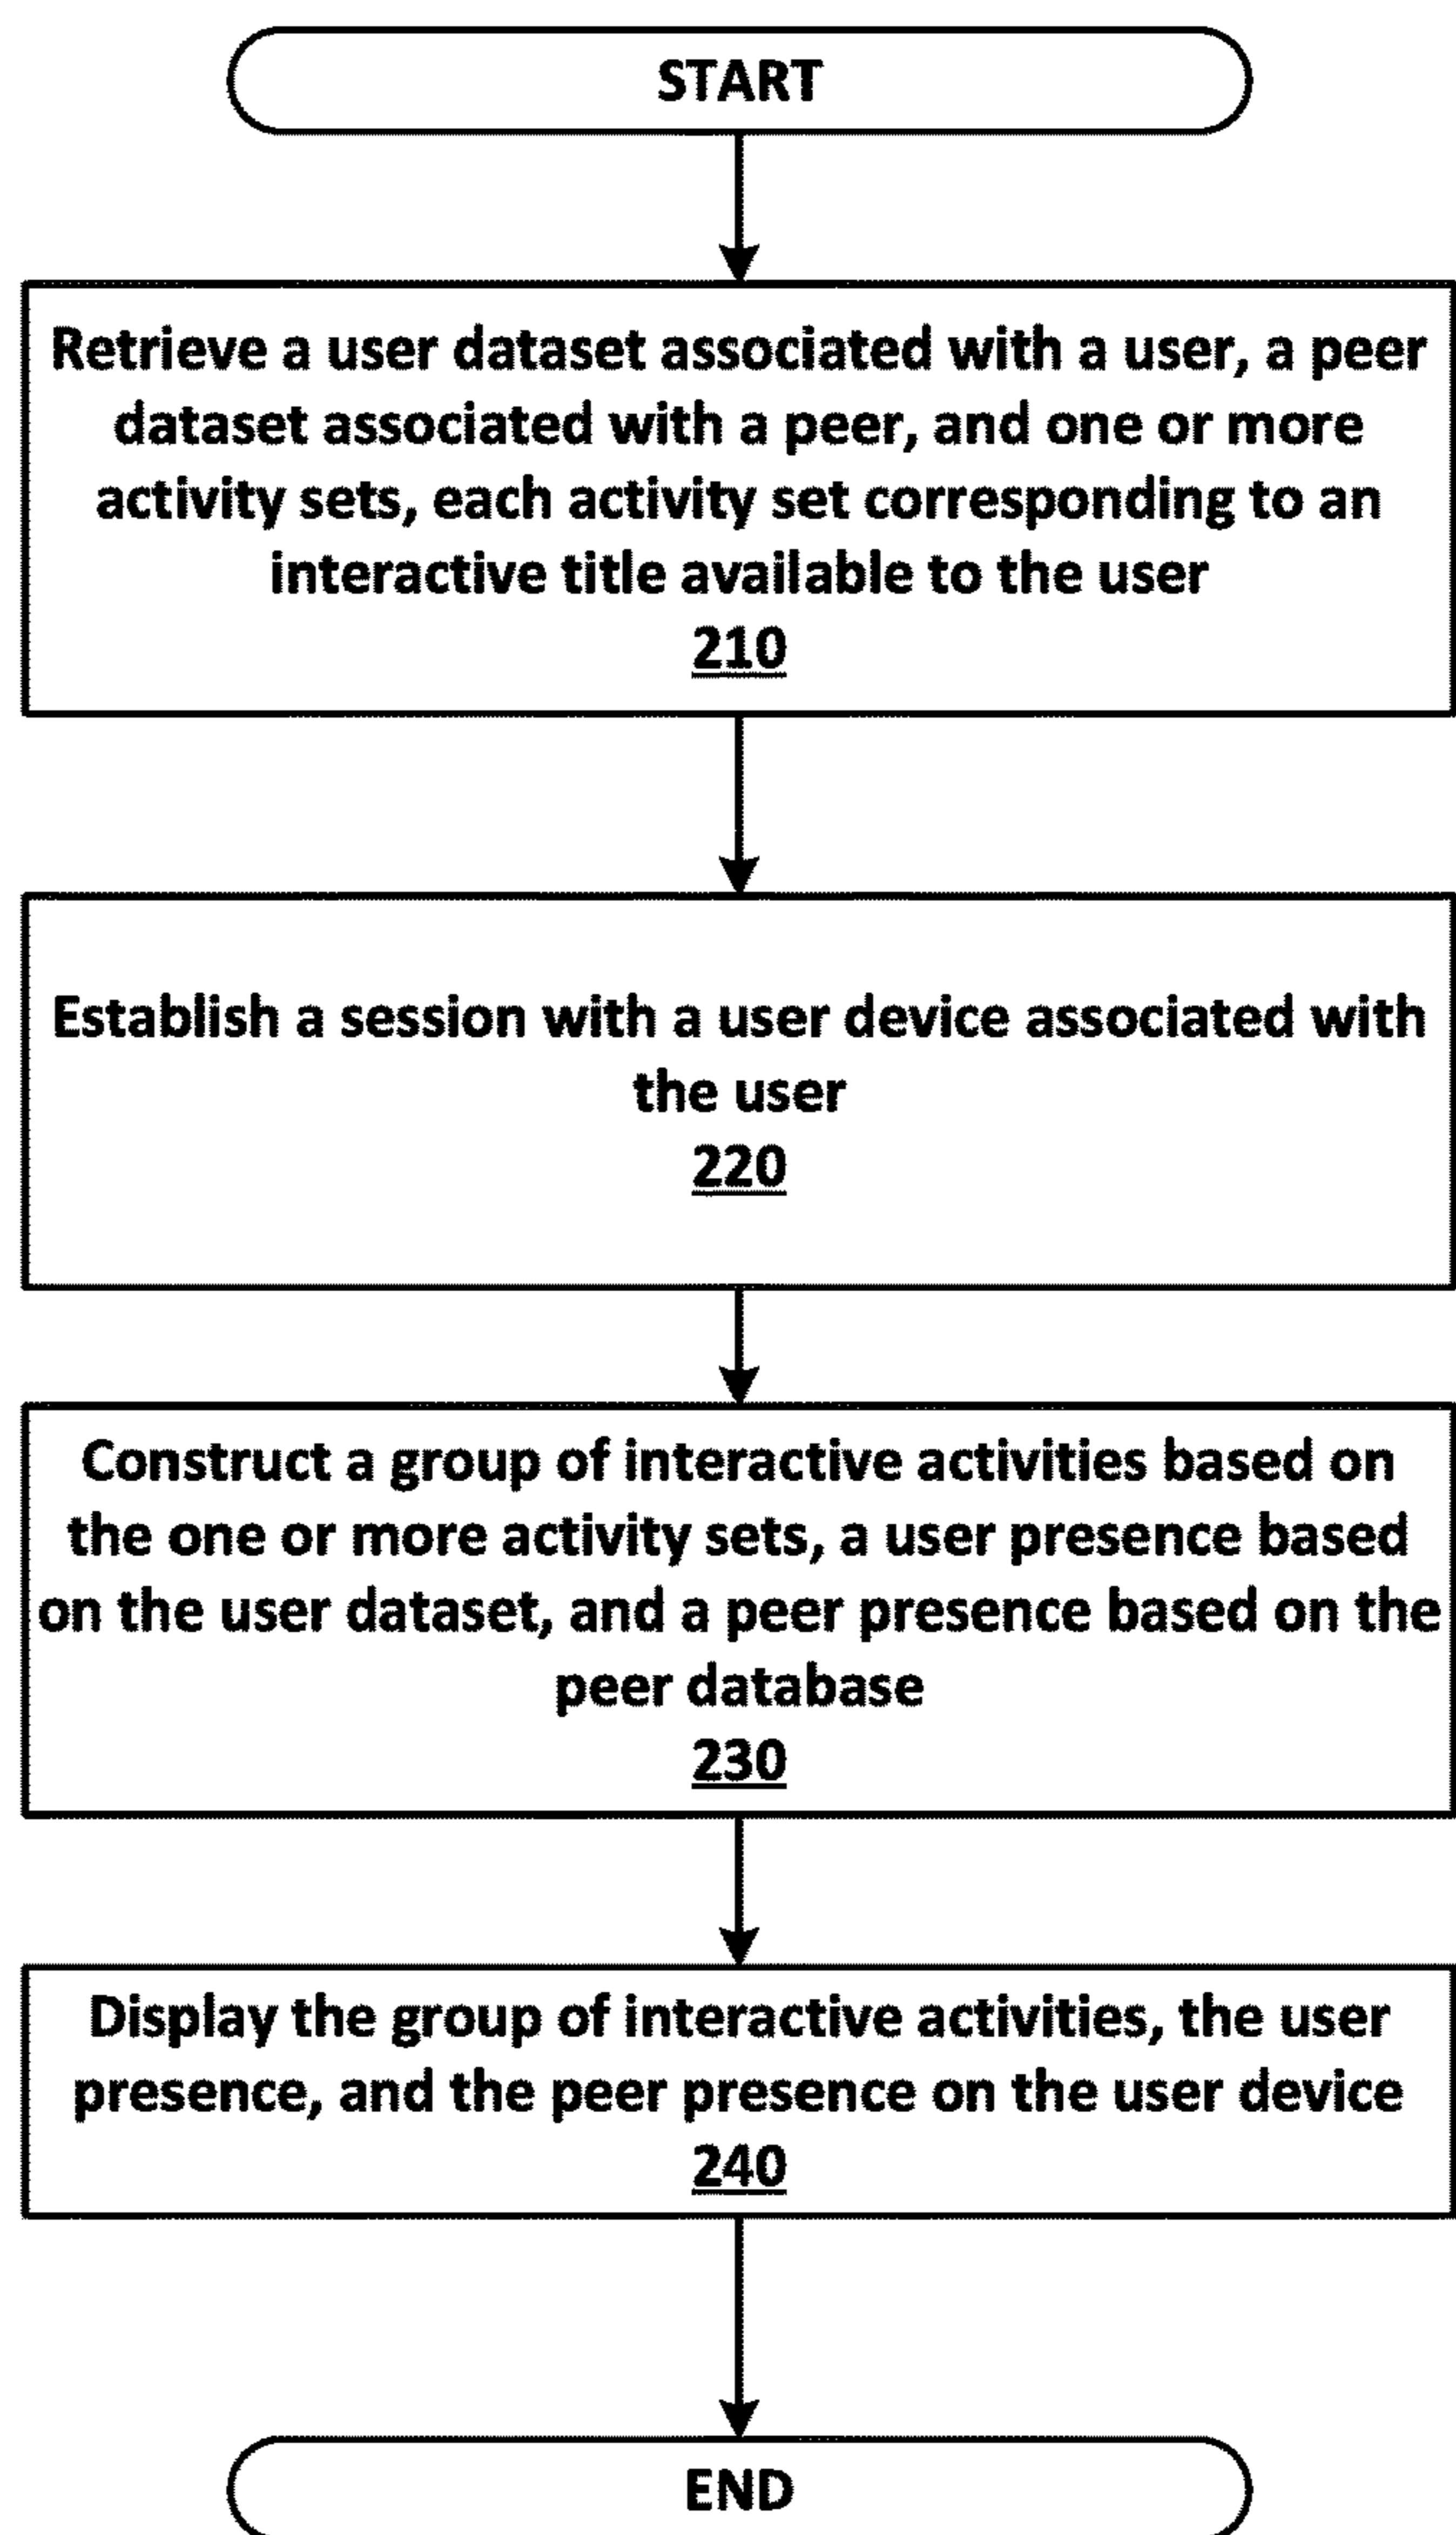 START
Retrieve a user dataset associated with a user, a peer
dataset associated with a peer, and one or more
activity sets, each activity set corresponding to an
interactive title available to the user
210
Establish a session with a user device associated with
the user
220
Construct a group of interactive activities based on
the one or more activity sets, a user presence based
on the user dataset, and a peer presence based on the
peer database
230
Display the group of interactive activities, the user
presence, and the peer presence on the user device
240
END